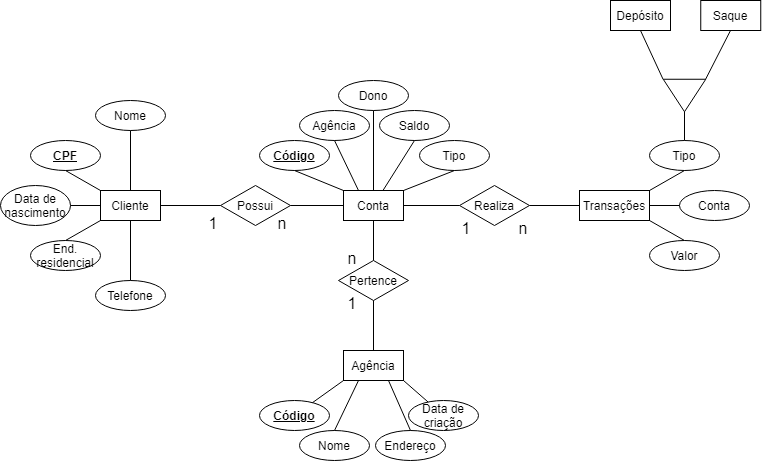 Depósito
Saque
Dono
Nome
Agência
Saldo
CPF
Código
Tipo
Tipo
Data de
nascimento
Cliente
Possui
Conta
Realiza
Transações
Conta
1
n
1
n
End.
residencial
n
Valor
Pertence
Telefone
1
Agência
Código
Data de
criação
Nome
Endereço